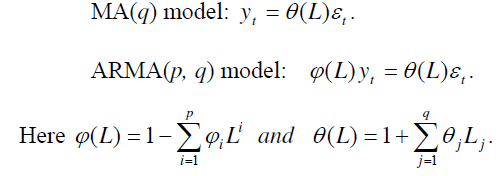 MA(q) model: y_t = θ(L)ε_t.
ARMA(p, q) model: φ(L)y_t = θ(L)ε_t.
Here φ(L) = 1 − ∑_{i=1}^{p} φ_i L^i and θ(L) = 1 + ∑_{j=1}^{q} θ_j L_j.